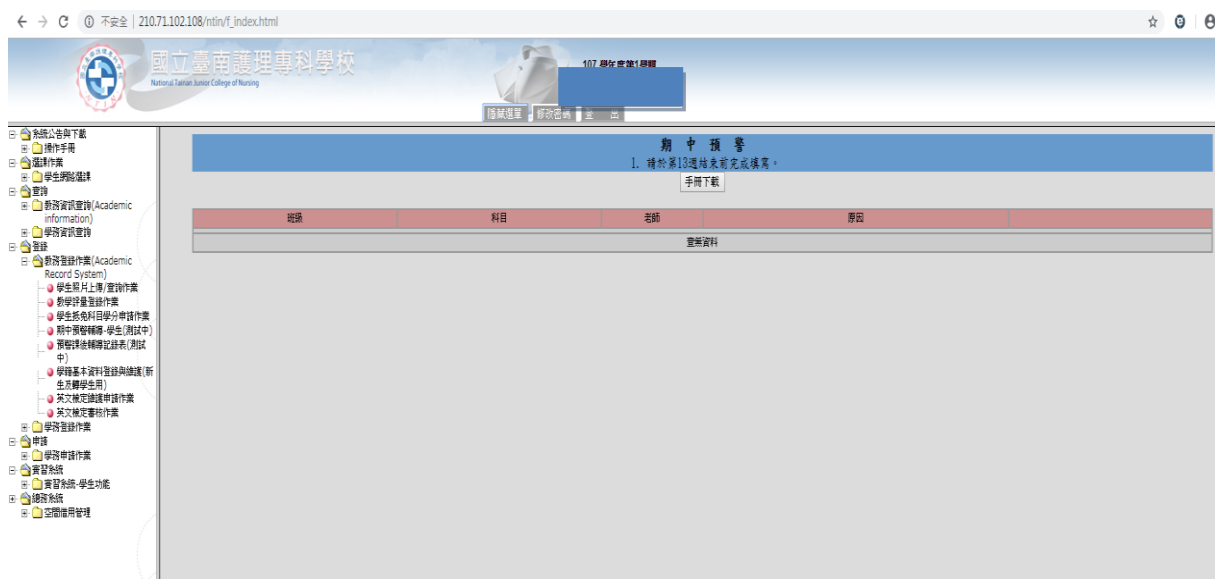 不安全 | 210.71.102.108/ntin/f_index.html
國立臺南護理專科學校
National Tainan Junior College of Nursing
107 學年度第1學期
隱藏選單 修改密碼 登 出
系統公告與下載
操作手冊
選課作業
學生網路選課
查詢
教務資訊查詢(Academic
information)
學務資訊查詢
登錄
教務登錄作業(Academic
Record System)
學生照片上傳/查詢作業
教學評量登錄作業
學生抵免科目學分申請作業
期中預警輔導-學生(測試中)
預警課後輔導記錄表(測試
中)
學籍基本資料登錄與維護(新
生及轉學生用)
英文檢定維護申請作業
英文檢定審核作業
學務登錄作業
申請
學務申請作業
實習系統
實習系統-學生功能
總務系統
空間借用管理
期 中 預 警
1. 請於第13週結束前完成填寫。
手冊下載
班級 科目 老師 原因
查無資料